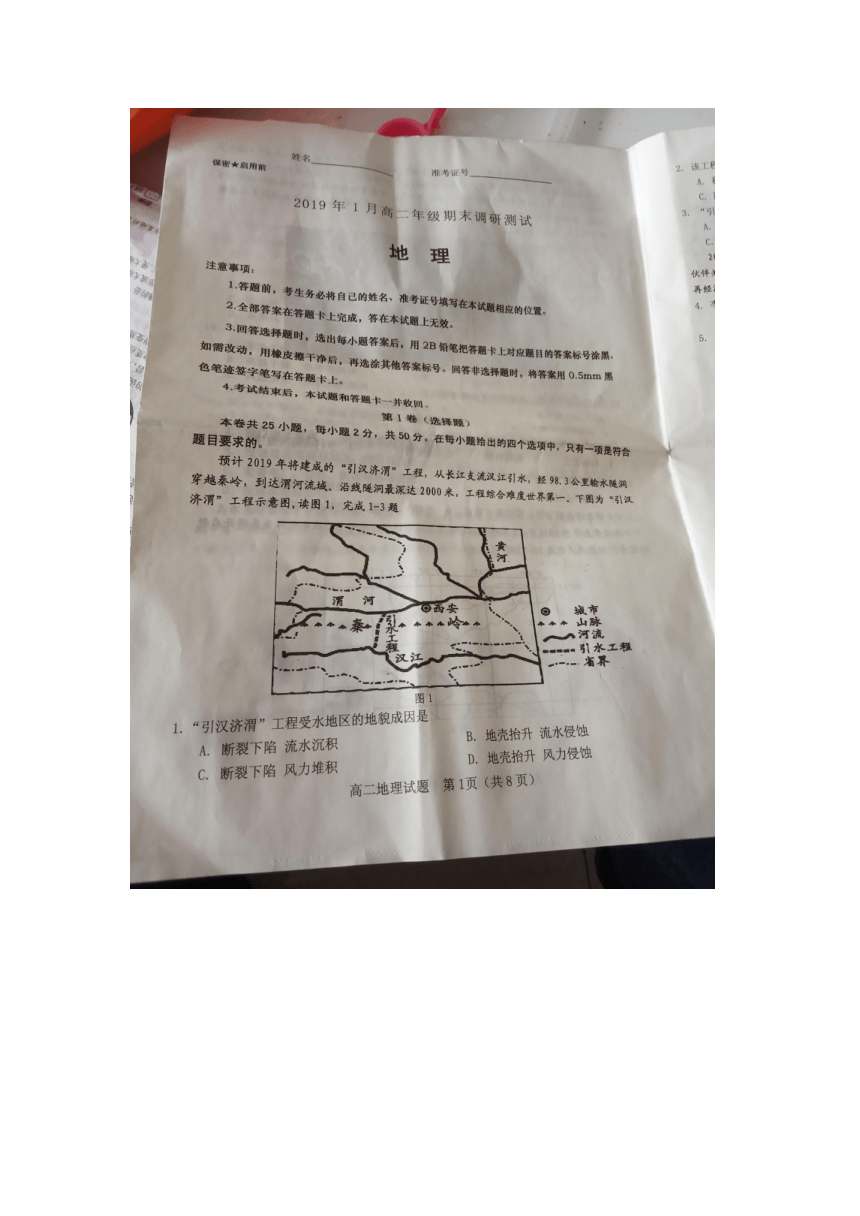 保密★启用前
姓名
准考证号
2019年1月高二年级期末调研测试
地 理
注意事项：
1.答题前，考生务必将自己的姓名、准考证号填写在本试题相应的位置。
2.全部答案在答题卡上完成，答在本试题上无效。
3.回答选择题时，选出每小题答案后，用2B铅笔把答题卡上对应题目的答案标号涂黑。
如需改动，用橡皮擦干净后，再选涂其他答案标号。回答非选择题时，将答案用0.5mm黑
色笔迹签字笔写在答题卡上。
4.考试结束后，本试题和答题卡一并收回。
第Ⅰ卷（选择题）
本卷共25小题，每小题2分，共50分。在每小题给出的四个选项中，只有一项是符合
题目要求的。
预计2019年将建成的“引汉济渭”工程，从长江支流汉江引水，经98.3公里输水隧洞
穿越秦岭，到达渭河流域。沿线隧洞最深达2000米，工程综合难度世界第一。下图为“引汉
济渭”工程示意图,读图1，完成1-3题
黄河
渭 河
西安
秦 岭
引水工程
汉江
城市
山脉
河流
引水工程
省界
图1
1.“引汉济渭”工程受水地区的地貌成因是
A. 断裂下陷 流水沉积
B. 地壳抬升 流水侵蚀
C. 断裂下陷 风力堆积
D. 地壳抬升 风力侵蚀
高二地理试题 第1页（共8页）
2. 该工程
A.
C.
3. “引
A.
C.
伙伴
再经
4.
5.